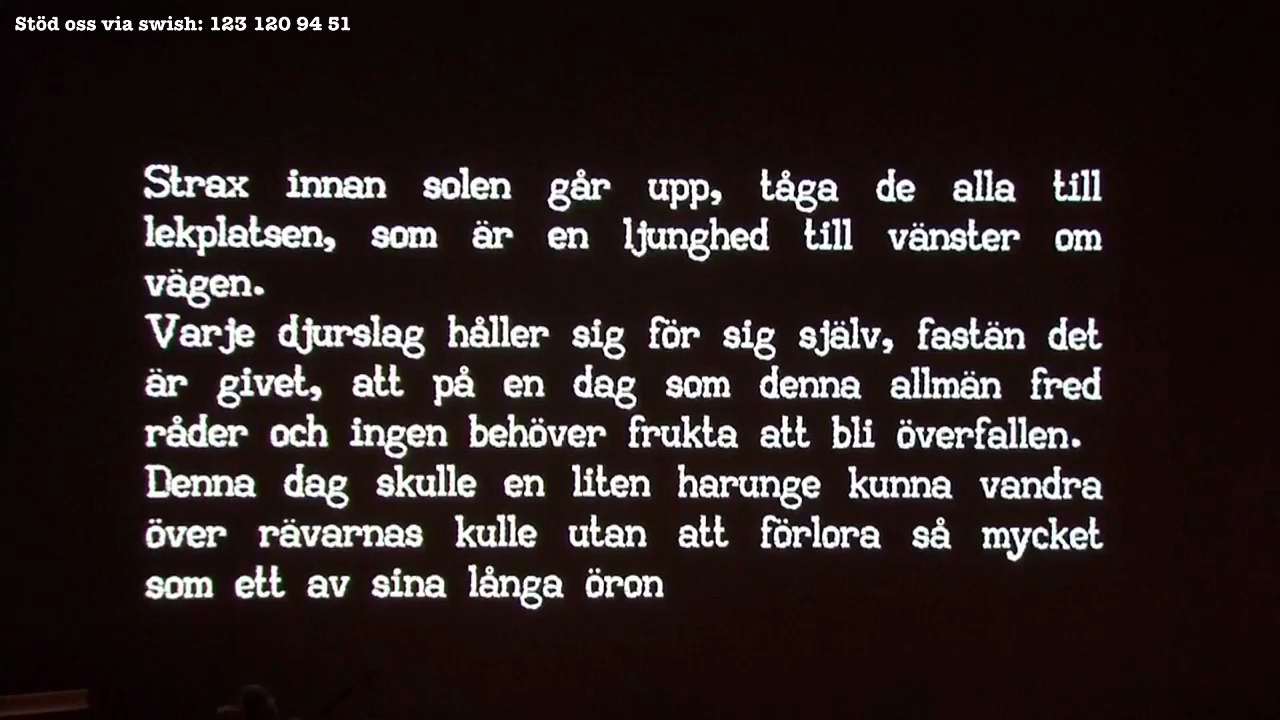 Stöd oss via swish: 123 120 94 51
Strax innan solen går upp, tåga de alla till
lekplatsen, som är en ljunghed till vänster om
vägen.
Varje djurslag håller sig för sig själv, fastän det
är givet, att på en dag som denna allmän fred
råder och ingen behöver frukta att bli överfallen.
Denna dag skulle en liten harunge kunna vandra
över rävarnas kulle utan att förlora så mycket
som ett av sina långa öron